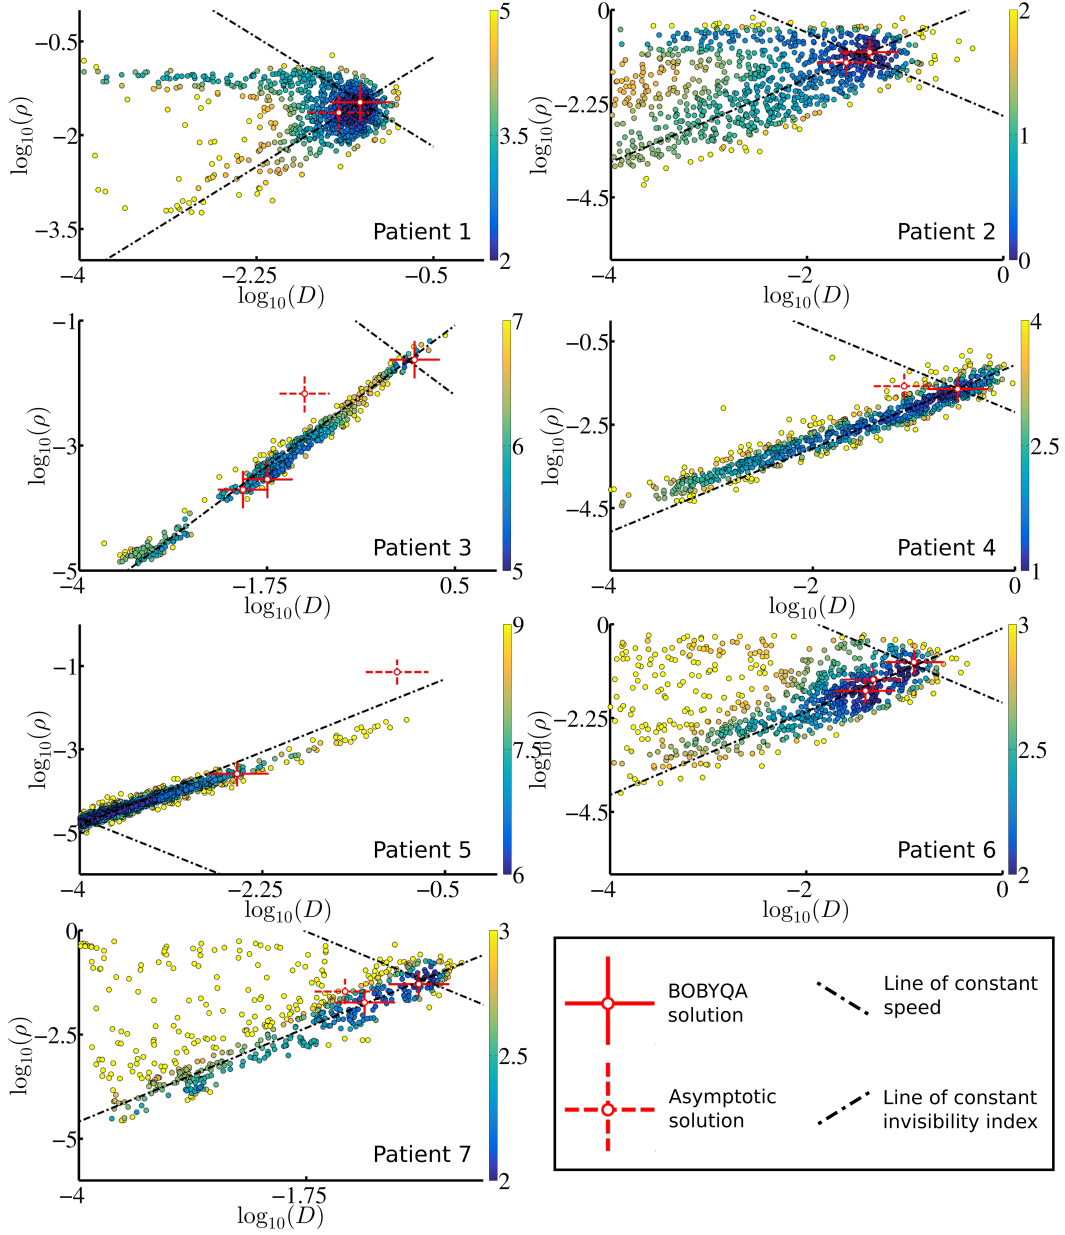 −0.5
−2
−3.5
log₁₀(ρ)
−4
−2.25
−0.5
log₁₀(D)
Patient 1
5
3.5
2
0
−2.25
−4.5
log₁₀(ρ)
−4
−2
0
log₁₀(D)
Patient 2
2
1
0
−1
−3
−5
log₁₀(ρ)
−4
−1.75
0.5
log₁₀(D)
Patient 3
7
6
5
−0.5
−2.5
−4.5
log₁₀(ρ)
−4
−2
0
log₁₀(D)
Patient 4
4
2.5
1
−1
−3
−5
log₁₀(ρ)
−4
−2.25
−0.5
log₁₀(D)
Patient 5
9
7.5
6
0
−2.25
−4.5
log₁₀(ρ)
−4
−2
0
log₁₀(D)
Patient 6
3
2.5
2
0
−2.5
−5
log₁₀(ρ)
−4
−1.75
log₁₀(D)
Patient 7
3
2.5
2
BOBYQA
solution
Line of constant
speed
Asymptotic
solution
Line of constant
invisibility index